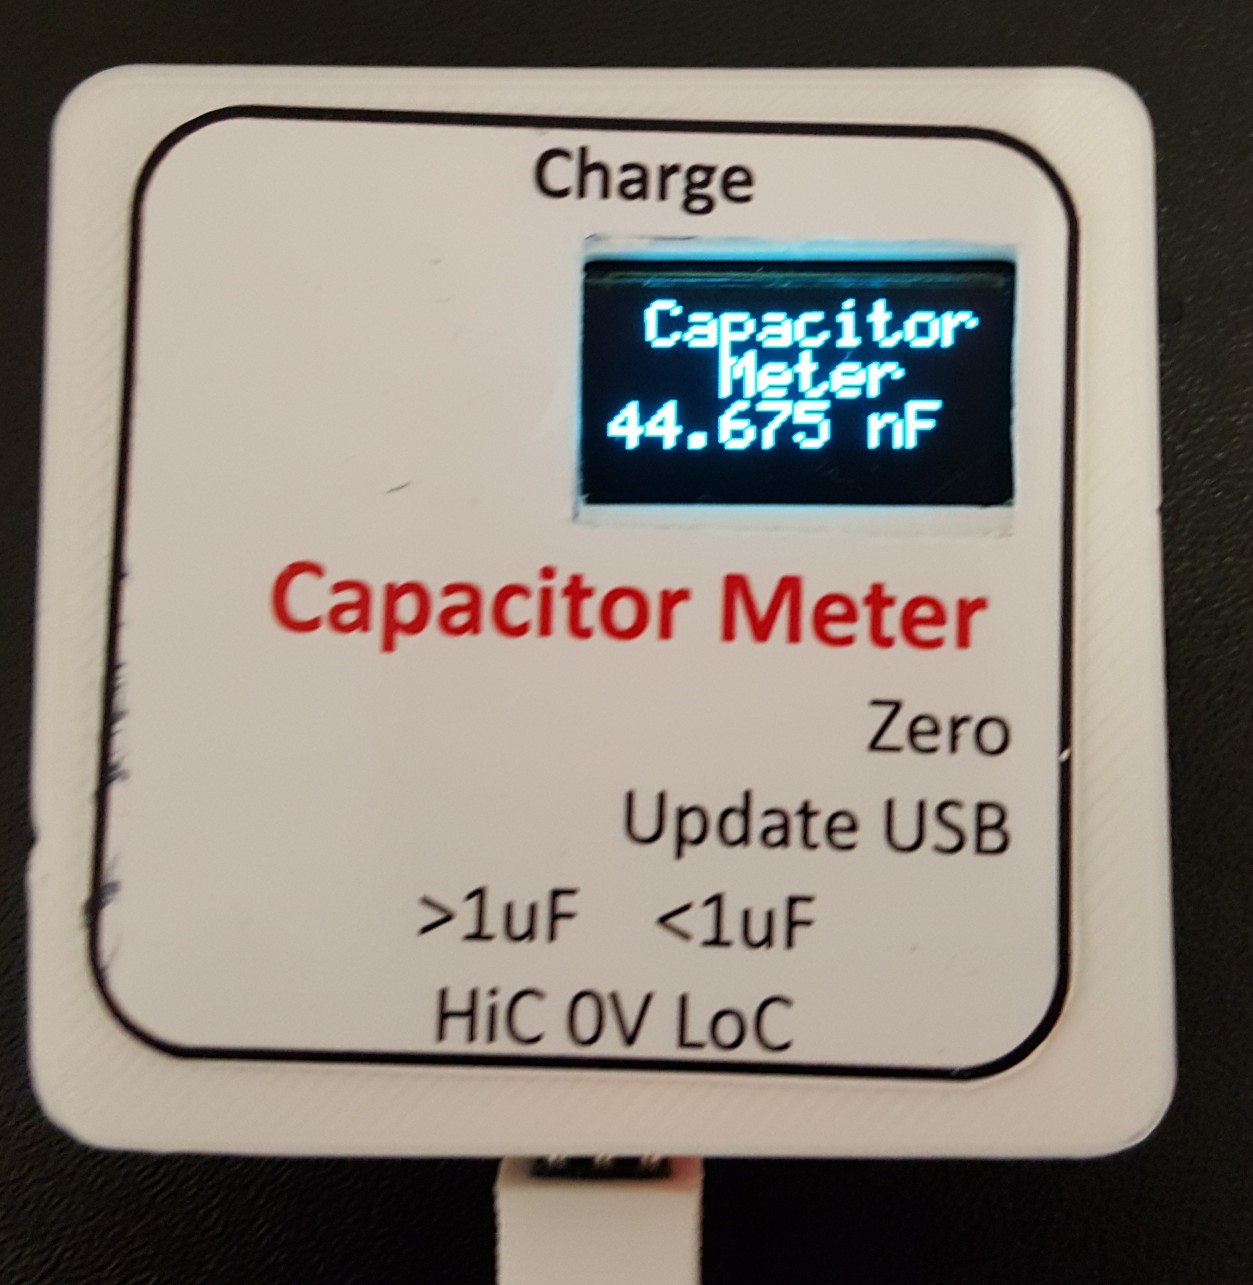 Charge
Capacitor
Meter
44.675 nF
Capacitor Meter
Zero
Update USB
>1uF <1uF
HiC 0V LoC